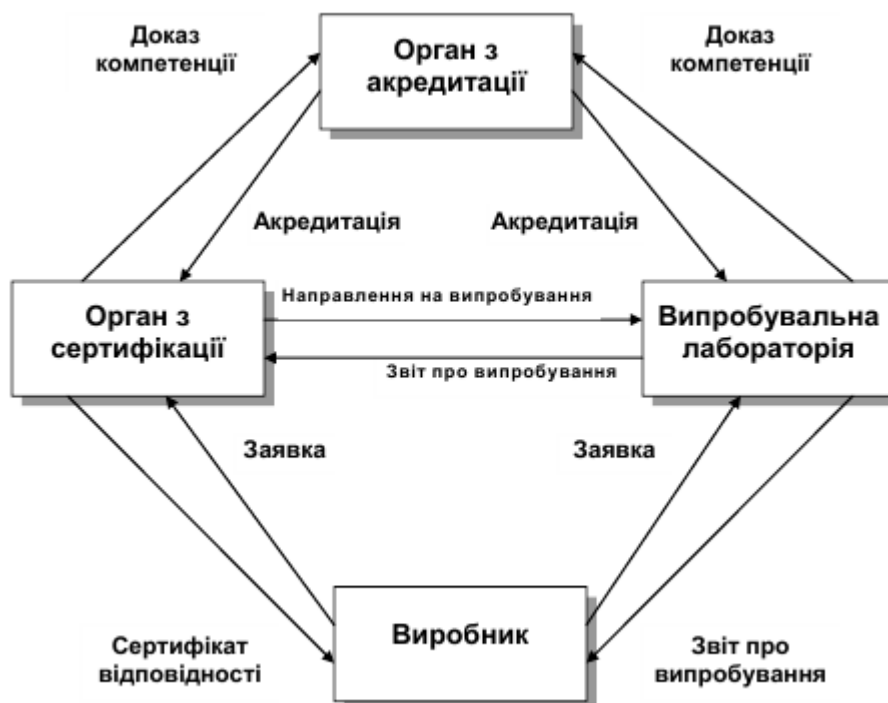 Доказ
компетенції
Орган з
акредитації
Доказ
компетенції
Акредитація
Акредитація
Орган з
сертифікації
Направлення на випробування
Звіт про випробування
Випробувальна
лабораторія
Заявка
Заявка
Сертифікат
відповідності
Виробник
Звіт про
випробування